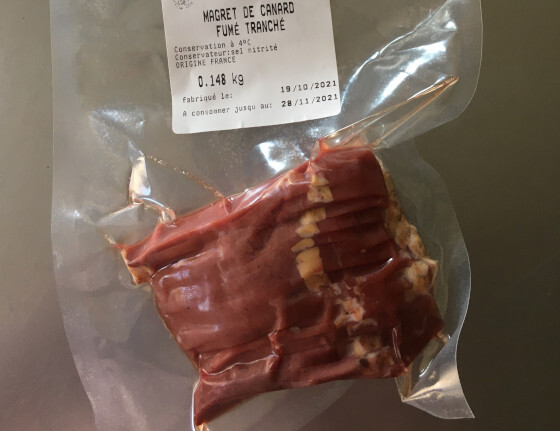 MAGRET DE CANARD
FUMÉ TRANCHÉ
Conservation à 4°C
Conservateur:sel nitrité
ORIGINE FRANCE
0.148 kg
Fabriqué le: 19/10/2021
A consommer jusqu au: 28/11/2021